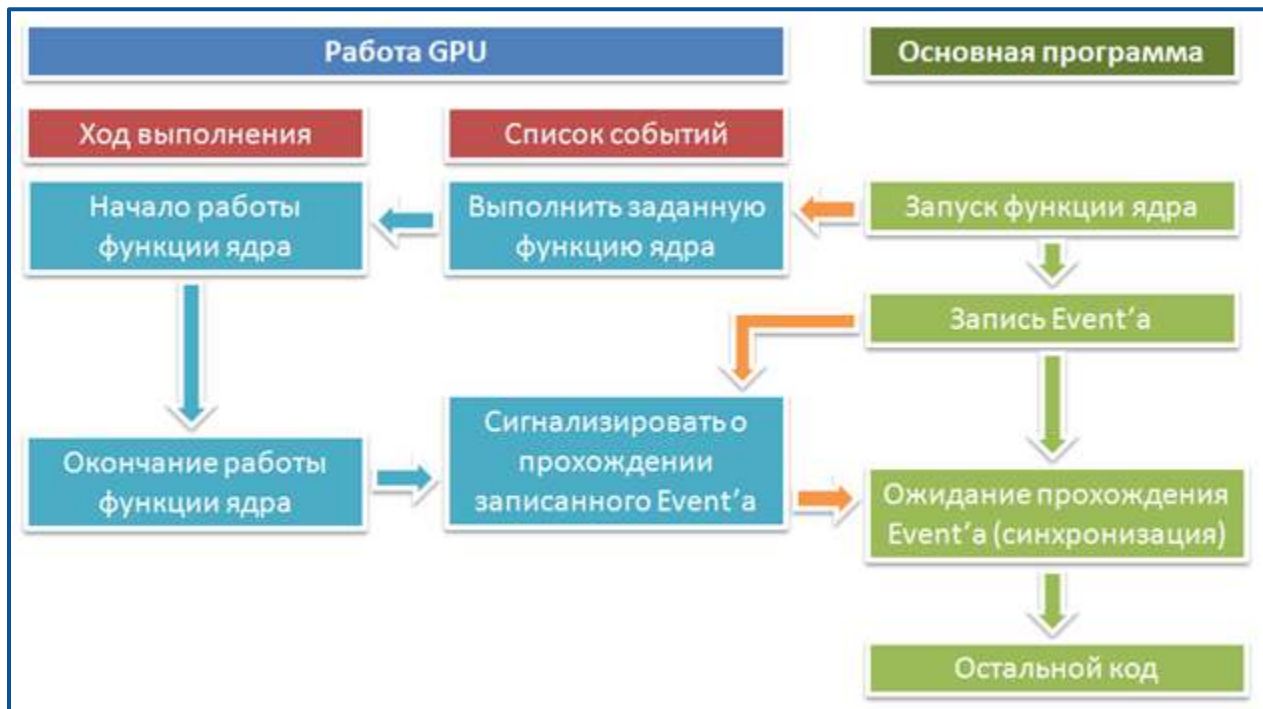 Работа GPU
Основная программа
Ход выполнения
Список событий
Начало работы
функции ядра
Выполнить заданную
функцию ядра
Запуск функции ядра
Запись Event'а
Окончание работы
функции ядра
Сигнализировать о
прохождении
записанного Event'а
Ожидание прохождения
Event'а (синхронизация)
Остальной код